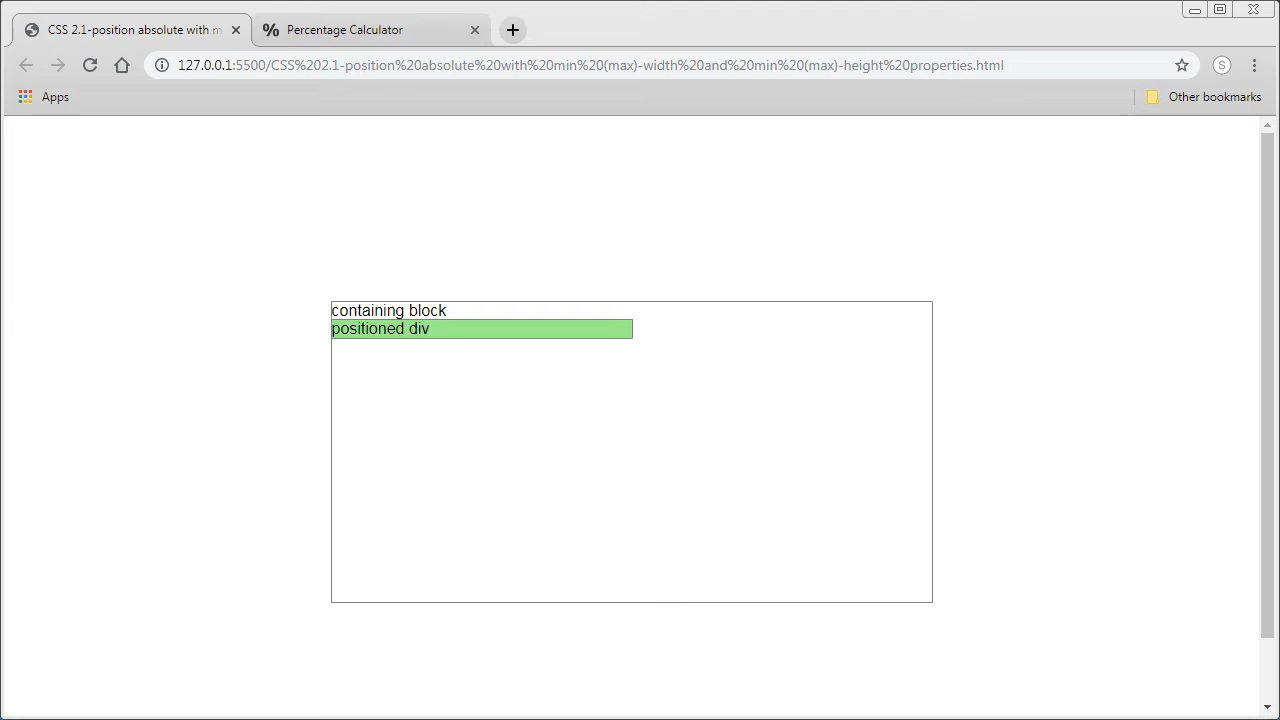 CSS 2.1-position absolute with m
Percentage Calculator
127.0.0.1:5500/CSS%202.1-position%20absolute%20with%20min%20(max)-width%20and%20min%20(max)-height%20properties.html
S
Apps
Other bookmarks
containing block
positioned div